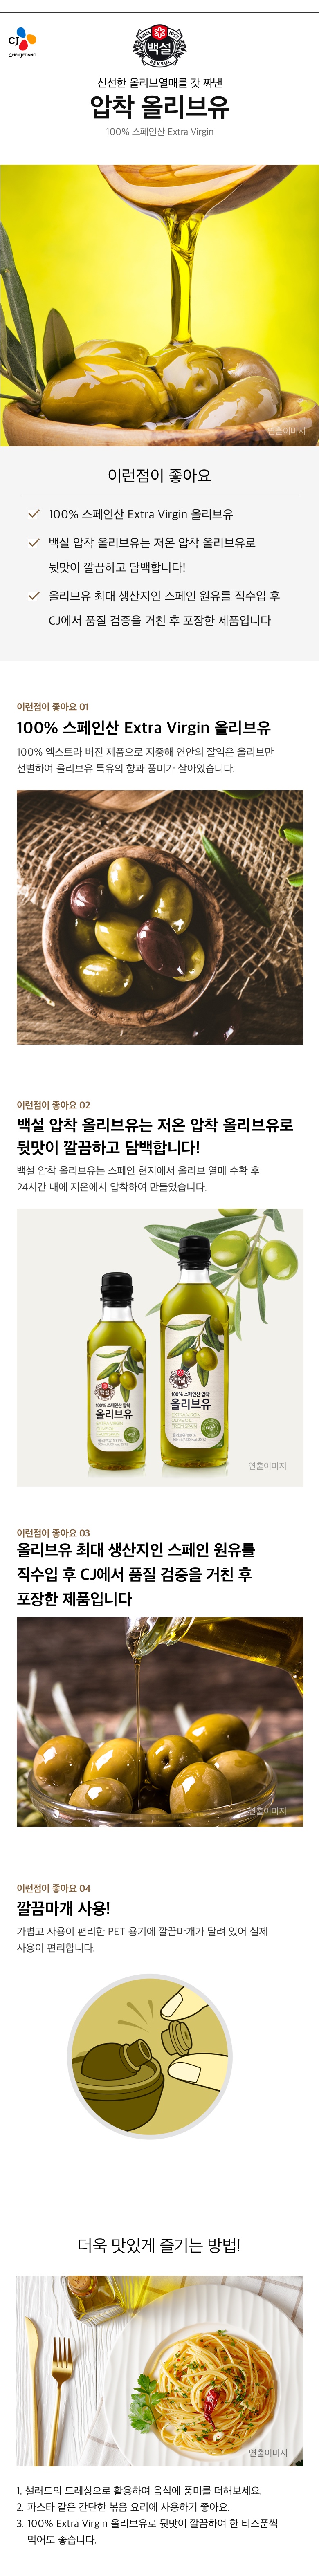 CJ
CHEILJEDANG
백설
BEKSUL
신선한 올리브열매를 갓 짜낸
압착 올리브유
100% 스페인산 Extra Virgin
연출이미지
이런점이 좋아요
100% 스페인산 Extra Virgin 올리브유
백설 압착 올리브유는 저온 압착 올리브유로
뒷맛이 깔끔하고 담백합니다!
올리브유 최대 생산지인 스페인 원유를 직수입 후
CJ에서 품질 검증을 거친 후 포장한 제품입니다
이런점이 좋아요 01
100% 스페인산 Extra Virgin 올리브유
100% 엑스트라 버진 제품으로 지중해 연안의 잘익은 올리브만
선별하여 올리브유 특유의 향과 풍미가 살아있습니다.
이런점이 좋아요 02
백설 압착 올리브유는 저온 압착 올리브유로
뒷맛이 깔끔하고 담백합니다!
백설 압착 올리브유는 스페인 현지에서 올리브 열매 수확 후
24시간 내에 저온에서 압착하여 만들었습니다.
백설
100% 스페인산 압착
올리브유
백설
100% 스페인산 압착
올리브유
연출이미지
이런점이 좋아요 03
올리브유 최대 생산지인 스페인 원유를
직수입 후 CJ에서 품질 검증을 거친 후
포장한 제품입니다
연출이미지
이런점이 좋아요 04
깔끔마개 사용!
가볍고 사용이 편리한 PET 용기에 깔끔마개가 달려 있어 실제
사용이 편리합니다.
더욱 맛있게 즐기는 방법!
연출이미지
1. 샐러드의 드레싱으로 활용하여 음식에 풍미를 더해보세요.
2. 파스타 같은 간단한 볶음 요리에 사용하기 좋아요.
3. 100% Extra Virgin 올리브유로 뒷맛이 깔끔하여 한 티스푼씩
먹어도 좋습니다.